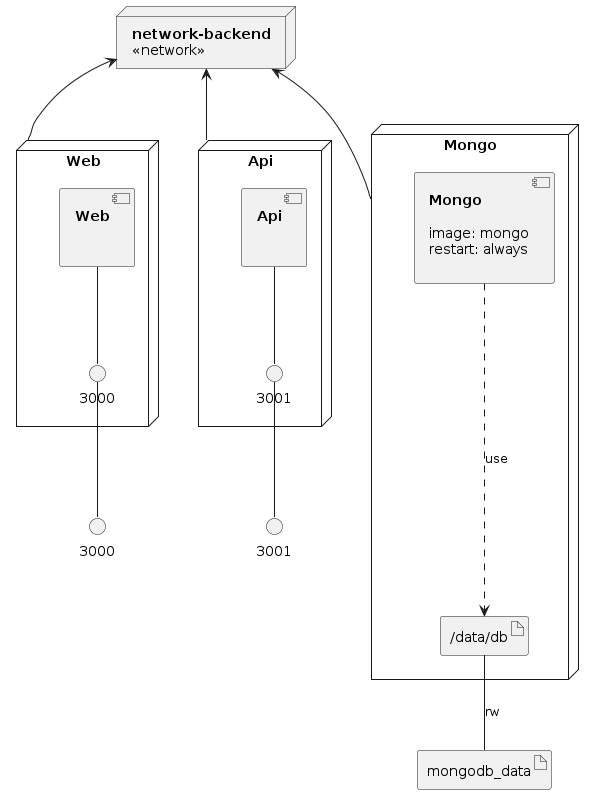 network-backend
«network»
Web
Api
Mongo
Web
Api
Mongo
image: mongo
restart: always
3000
3001
use
3000
3001
/data/db
rw
mongodb_data